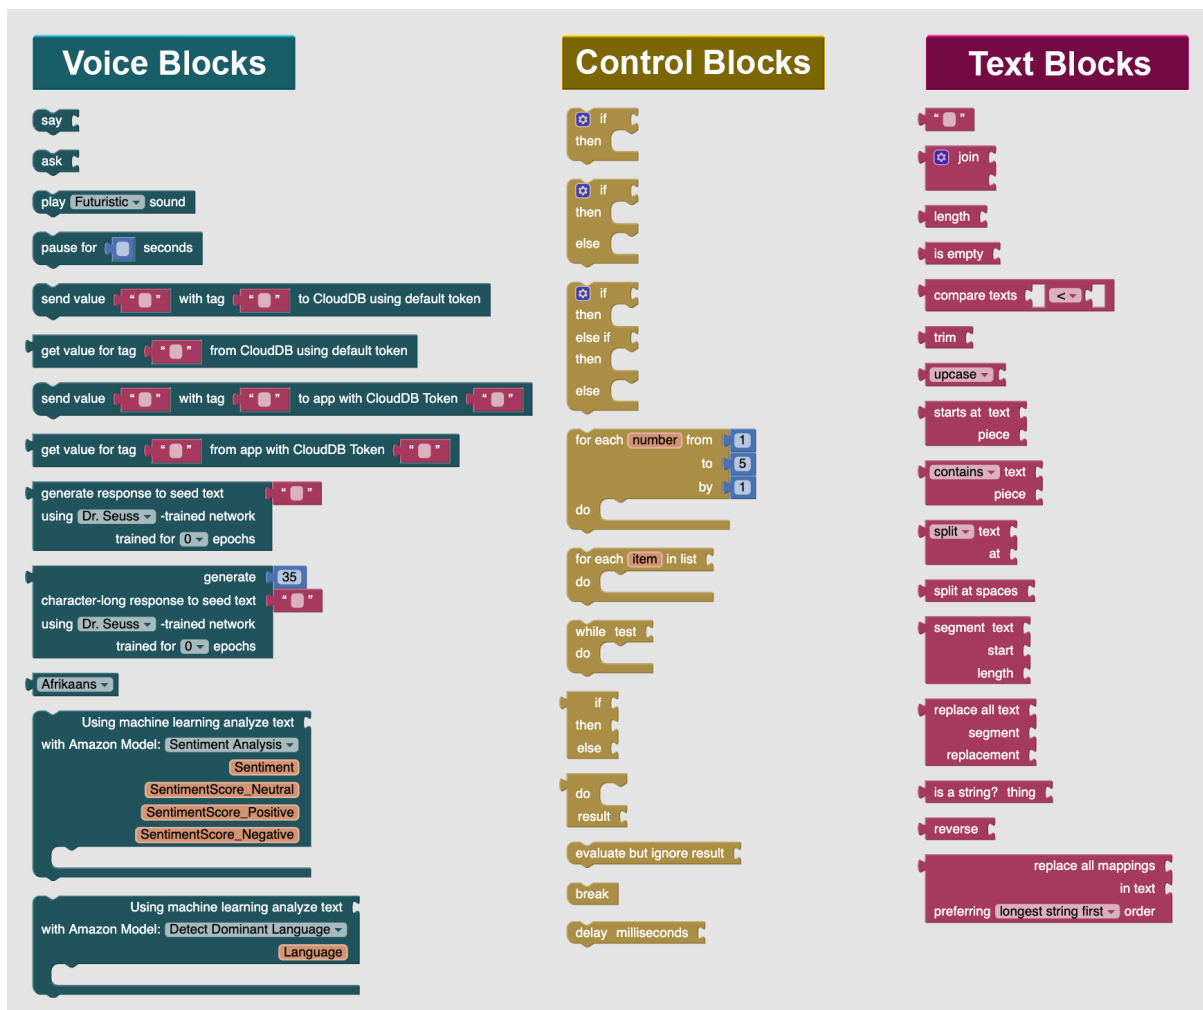 Voice Blocks
say
ask
play Futuristic sound
pause for seconds
send value “ ” with tag “ ” to CloudDB using default token
get value for tag “ ” from CloudDB using default token
send value “ ” with tag “ ” to app with CloudDB Token “ ”
get value for tag “ ” from app with CloudDB Token “ ”
generate response to seed text “ ”
using Dr. Seuss -trained network
trained for 0 epochs
generate 35
character-long response to seed text “ ”
using Dr. Seuss -trained network
trained for 0 epochs
Afrikaans
Using machine learning analyze text
with Amazon Model: Sentiment Analysis
Sentiment
SentimentScore_Neutral
SentimentScore_Positive
SentimentScore_Negative
Using machine learning analyze text
with Amazon Model: Detect Dominant Language
Language
Control Blocks
if
then
if
then
else
if
then
else if
then
else
for each number from 1
to 5
by 1
do
for each item in list
do
while test
do
if
then
else
do
result
evaluate but ignore result
break
delay milliseconds
Text Blocks
“ ”
join
length
is empty
compare texts <
trim
upcase
starts at text
piece
contains text
piece
split text
at
split at spaces
segment text
start
length
replace all text
segment
replacement
is a string? thing
reverse
replace all mappings
in text
preferring longest string first order